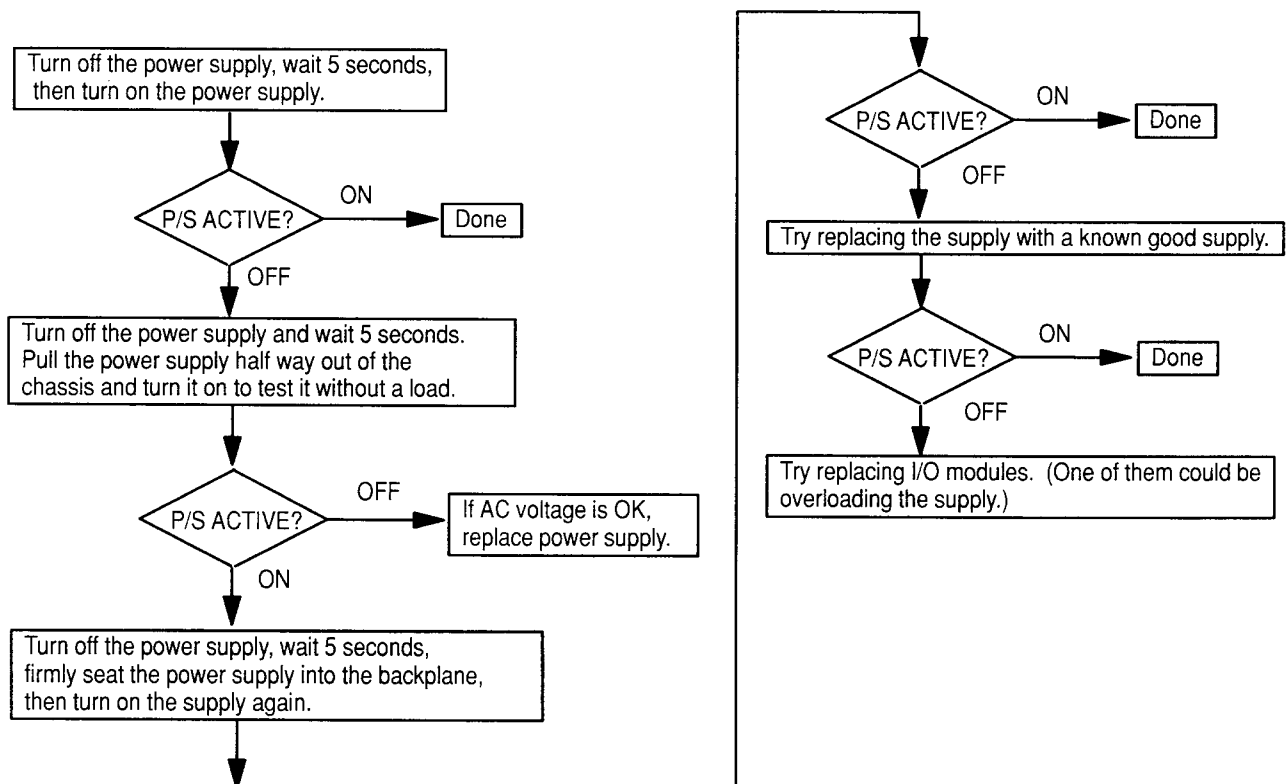 Turn off the power supply, wait 5 seconds,
then turn on the power supply.
P/S ACTIVE?
ON
Done
OFF
Turn off the power supply and wait 5 seconds.
Pull the power supply half way out of the
chassis and turn it on to test it without a load.
P/S ACTIVE?
OFF
If AC voltage is OK,
replace power supply.
ON
Turn off the power supply, wait 5 seconds,
firmly seat the power supply into the backplane,
then turn on the supply again.
P/S ACTIVE?
ON
Done
OFF
Try replacing the supply with a known good supply.
P/S ACTIVE?
ON
Done
OFF
Try replacing I/O modules. (One of them could be
overloading the supply.)